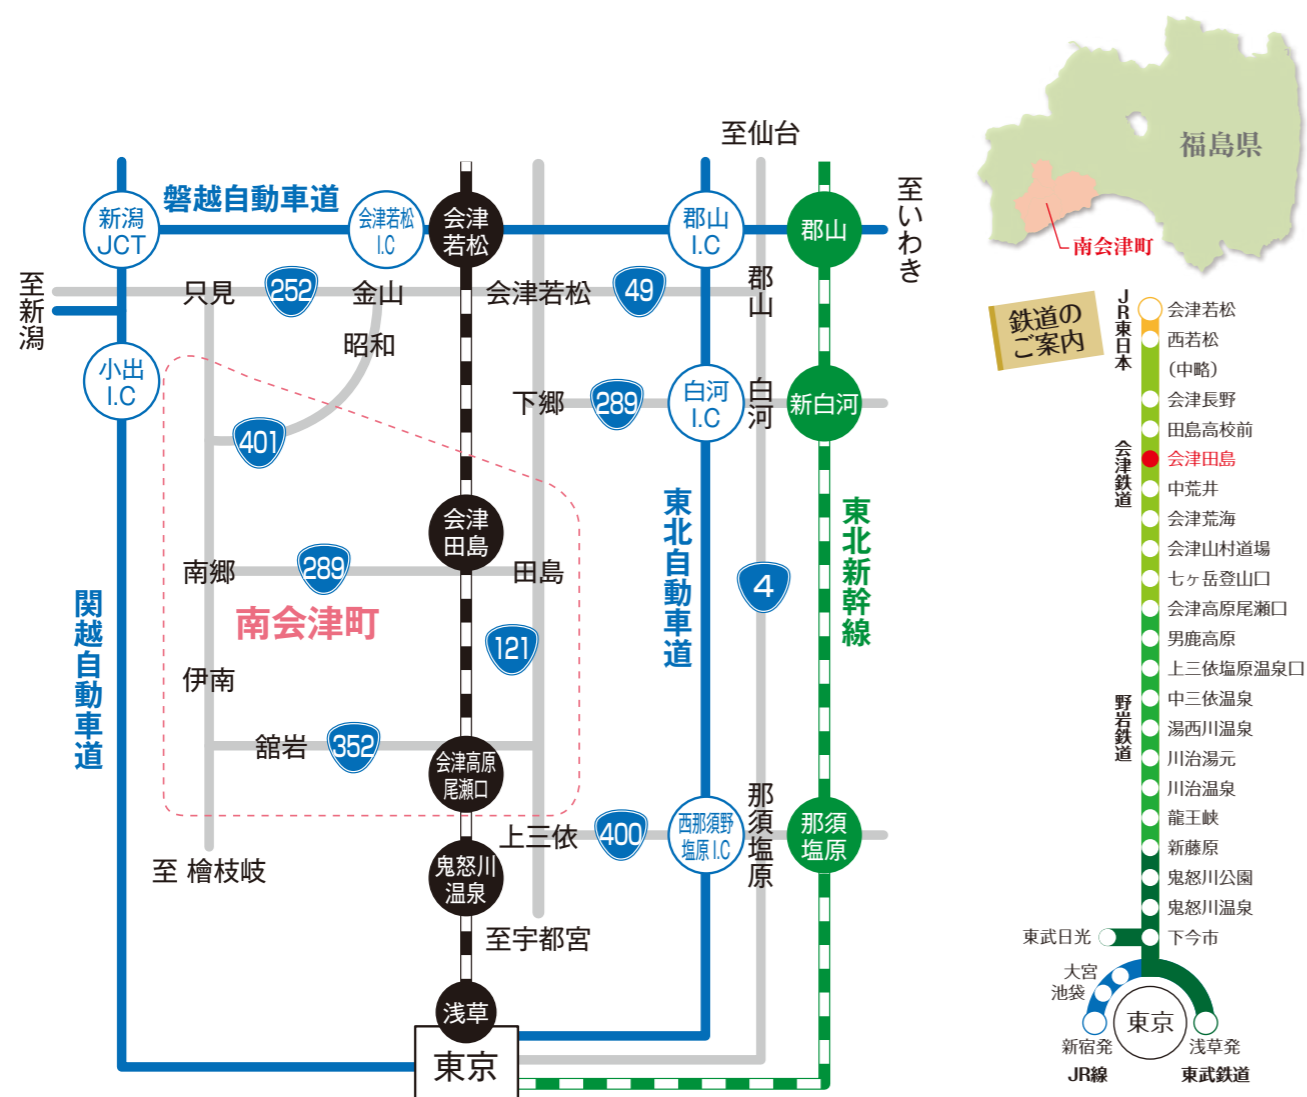 至仙台
福島県
南会津町
磐越自動車道
新潟
JCT
会津若松
I.C
会津
若松
郡山
I.C
郡山
至いわき
至新潟
只見
252
金山
会津若松
49
郡山
昭和
小出
I.C
401
下郷
289
白河
I.C
白河
新白河
会津
田島
南郷
289
田島
南会津町
121
伊南
舘岩
352
会津高原
尾瀬口
関越自動車道
東北自動車道
4
東北新幹線
上三依
400
西那須野
塩原 I.C
那須塩原
那須
塩原
至 檜枝岐
鬼怒川
温泉
至宇都宮
浅草
東京
鉄道の
ご案内
JR東日本
会津若松
西若松
(中略)
会津長野
田島高校前
会津鉄道
会津田島
中荒井
会津荒海
会津山村道場
七ヶ岳登山口
会津高原尾瀬口
男鹿高原
上三依塩原温泉口
野岩鉄道
中三依温泉
湯西川温泉
川治湯元
川治温泉
龍王峡
新藤原
鬼怒川公園
鬼怒川温泉
東武日光
下今市
大宮
池袋
東京
新宿発
浅草発
JR線
東武鉄道